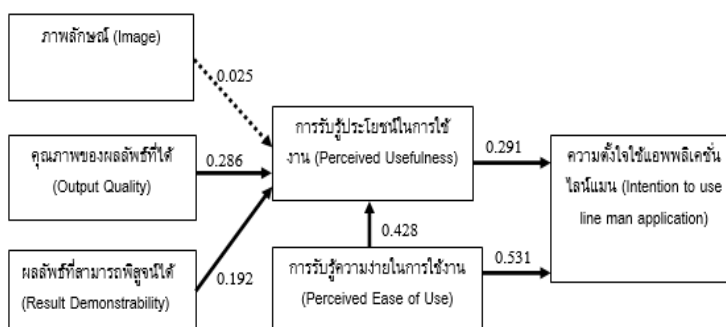 ภาพลักษณ์ (Image)
0.025
การรับรู้ประโยชน์ในการใช้
งาน (Perceived Usefulness)
คุณภาพของผลลัพธ์ที่ได้
(Output Quality)
0.286
0.291
ความตั้งใจใช้แอพพลิเคชั่น
ไลน์แมน (Intention to use
line man application)
0.428
0.531
ผลลัพธ์ที่สามารถพิสูจน์ได้
(Result Demonstrability)
0.192
การรับรู้ความง่ายในการใช้งาน
(Perceived Ease of Use)